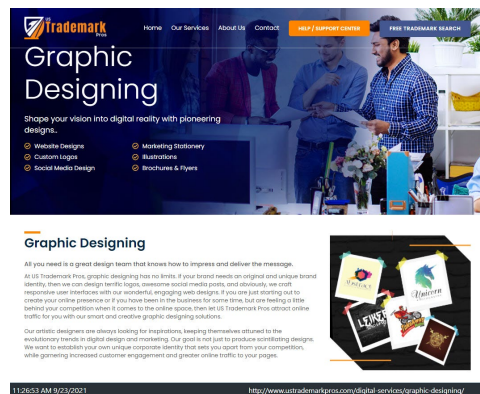 US
Trademark
Pros
Home Our Services About Us Contact HELP / SUPPORT CENTER FREE TRADEMARK SEARCH
Graphic
Designing
Shape your vision into digital reality with pioneering
designs..
Website Designs Marketing Stationery
Custom Logos Illustrations
Social Media Design Brochures & Flyers
Graphic Designing
All you need is a great design team that knows how to impress and deliver the message.
At US Trademark Pros, graphic designing has no limits. If your brand needs an original and unique brand
identity, then we can design terrific logos, awesome social media posts, and obviously, we craft
responsive user interfaces with our wonderful, engaging web designs. If you are just starting out to
create your online presence or if you have been in the business for some time, but are feeling a little
behind your competition when it comes to the online space, then let US Trademark Pros attract online
traffic for you with our smart and creative graphic designing solutions.
Our artistic designers are always looking for inspirations, keeping themselves attuned to the
evolutionary trends in digital design and marketing. Our goal is not just to produce scintillating designs.
We want to establish your own unique corporate identity that sets you apart from your competition,
while garnering increased customer engagement and greater online traffic to your pages.
Unicorn
11:26:53 AM 9/23/2021 http://www.ustrademarkpros.com/digital-services/graphic-designing/